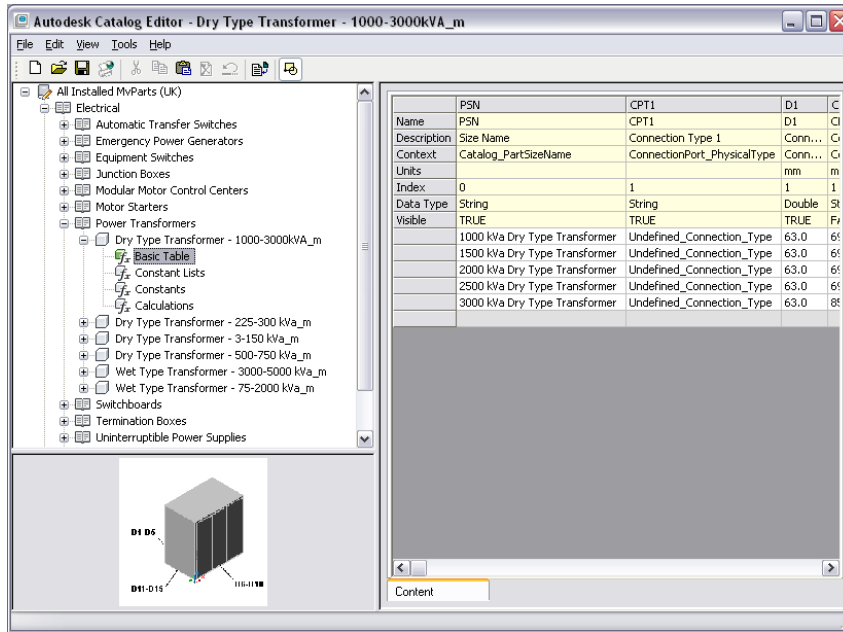 Autodesk Catalog Editor - Dry Type Transformer - 1000-3000kVA_m
File Edit View Tools Help
All Installed MvParts (UK)
Electrical
Automatic Transfer Switches
Emergency Power Generators
Equipment Switches
Junction Boxes
Modular Motor Control Centers
Motor Starters
Power Transformers
Dry Type Transformer - 1000-3000kVA_m
Basic Table
Constant Lists
Constants
Calculations
Dry Type Transformer - 225-300 kVa_m
Dry Type Transformer - 3-150 kVa_m
Dry Type Transformer - 500-750 kVa_m
Wet Type Transformer - 3000-5000 kVa_m
Wet Type Transformer - 75-2000 kVa_m
Switchboards
Termination Boxes
Uninterruptible Power Supplies
D1 D5
D11-D15
PSN CPT1 D1 C
Name PSN CPT1 D1
Description Size Name Connection Type 1 Conn...
Context Catalog_PartSizeName ConnectionPort_PhysicalType Conn...
Units mm m
Index 0 1 1 1
Data Type String String Double St
Visible TRUE TRUE TRUE
1000 kVa Dry Type Transformer Undefined_Connection_Type 63.0
1500 kVa Dry Type Transformer Undefined_Connection_Type 63.0
2000 kVa Dry Type Transformer Undefined_Connection_Type 63.0
2500 kVa Dry Type Transformer Undefined_Connection_Type 63.0
3000 kVa Dry Type Transformer Undefined_Connection_Type 63.0
Content